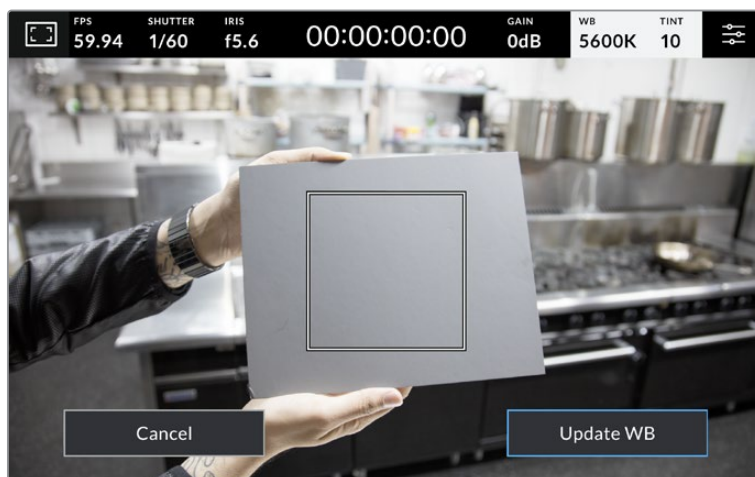 FPS
59.94
SHUTTER
1/60
IRIS
f5.6
00:00:00:00
GAIN
0dB
WB
5600K
TINT
10
Cancel
Update WB